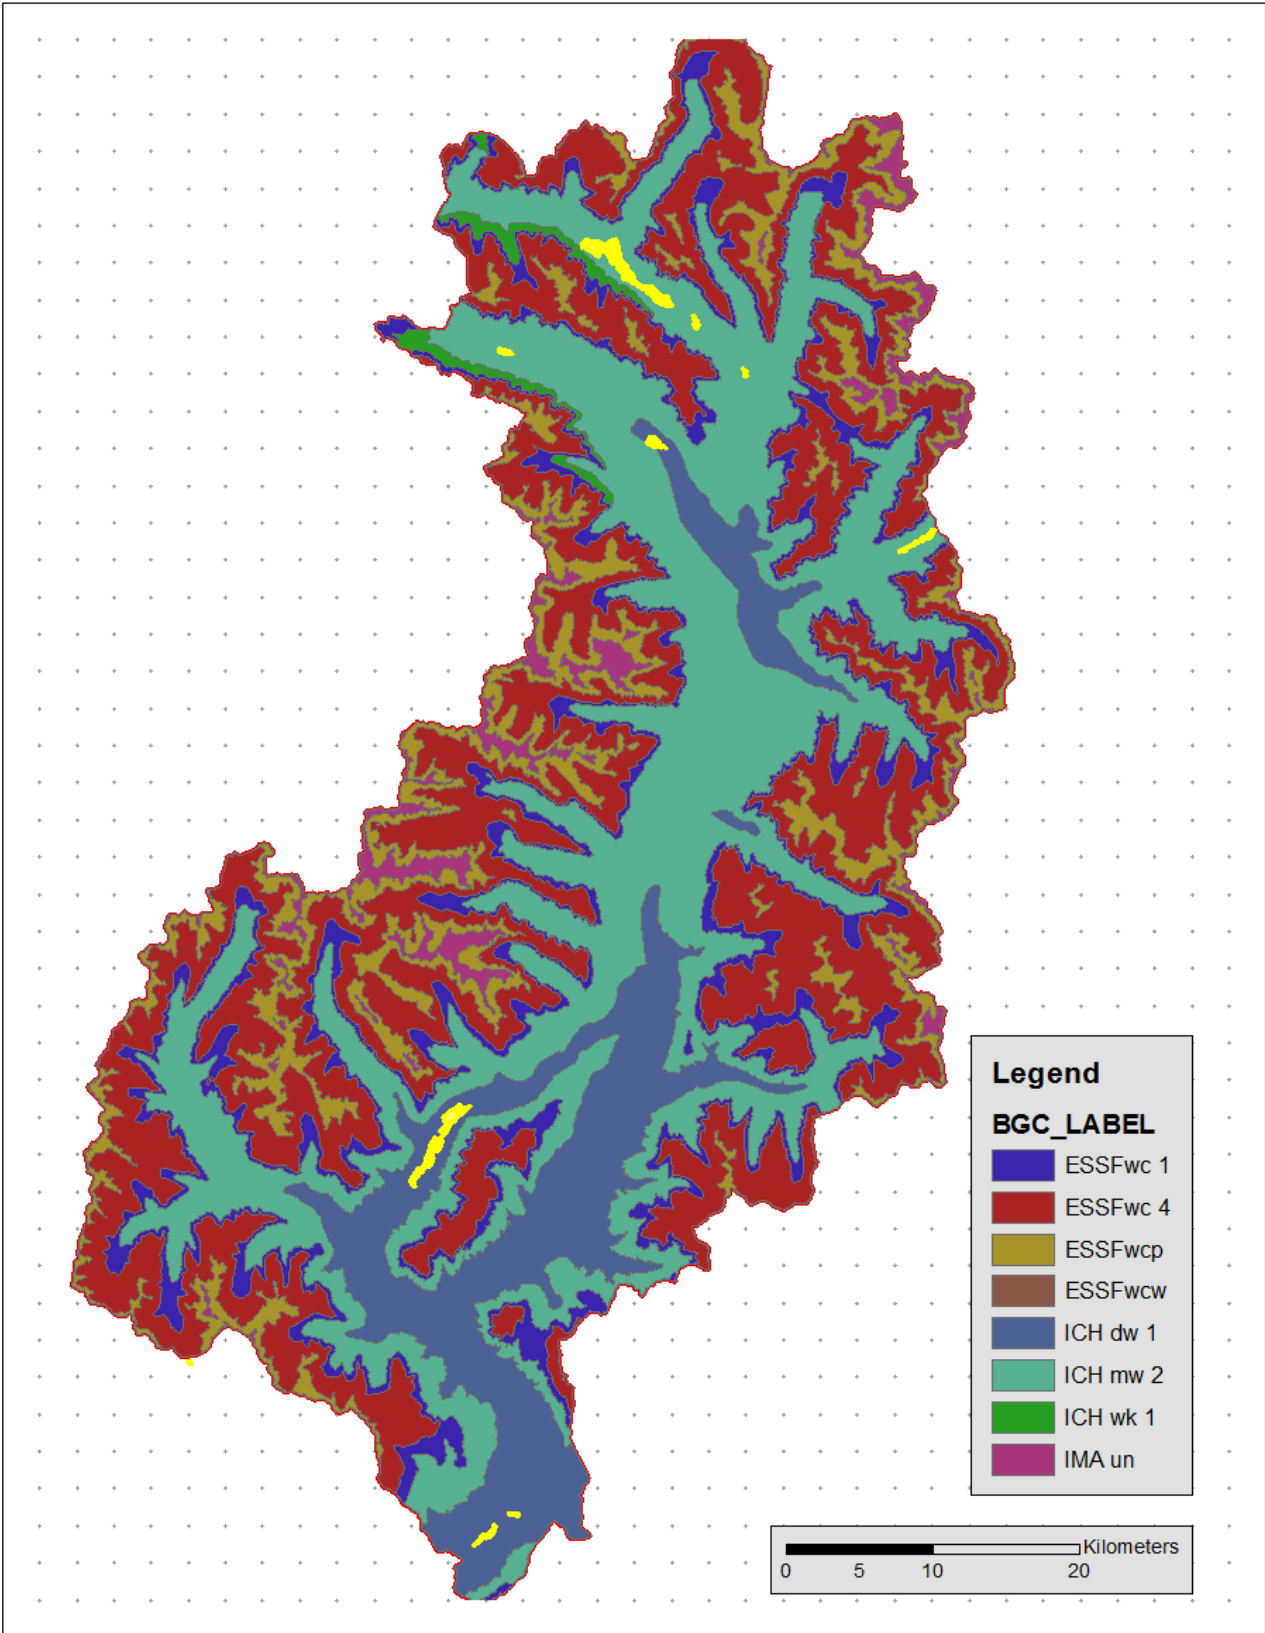 Legend
BGC_LABEL
ESSFwc 1
ESSFwc 4
ESSFwcp
ESSFwcw
ICH dw 1
ICH mw 2
ICH wk 1
IMA un
Kilometers
0 5 10 20